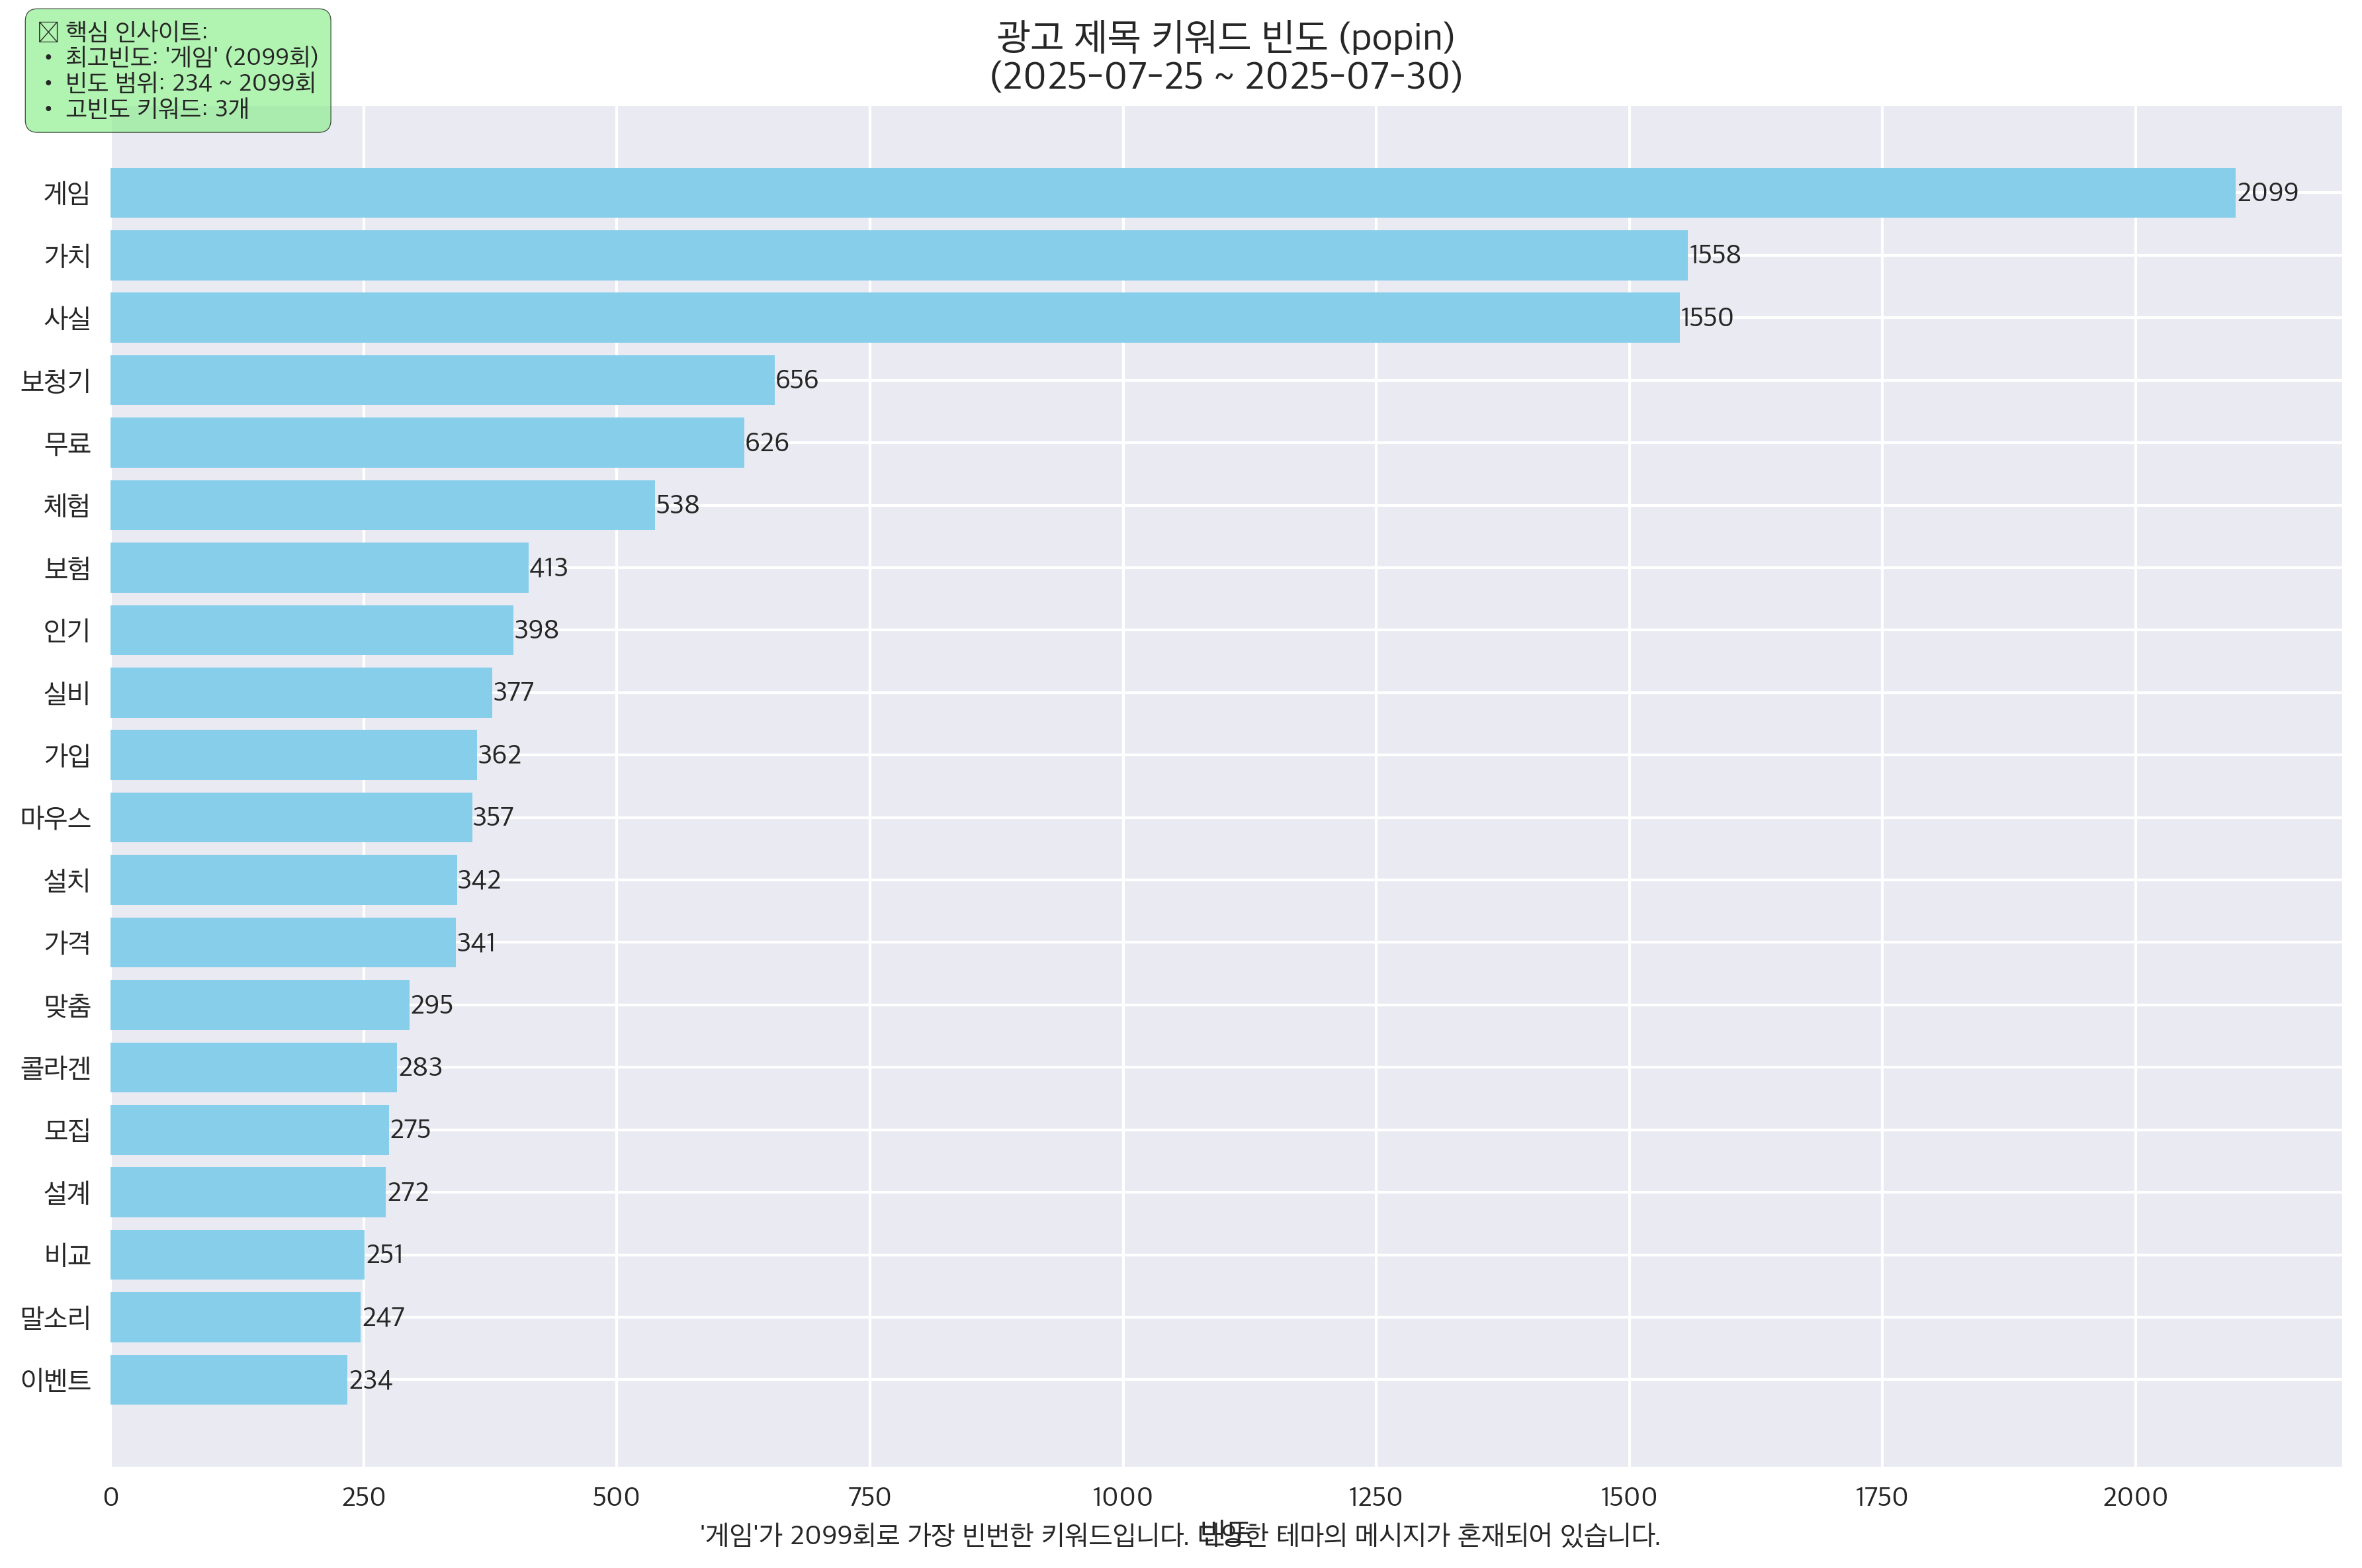 핵심 인사이트:
• 최고빈도: '게임' (2099회)
• 빈도 범위: 234 ~ 2099회
• 고빈도 키워드: 3개
광고 제목 키워드 빈도 (popin)
(2025-07-25 ~ 2025-07-30)
게임 2099
가치 1558
사실 1550
보청기 656
무료 626
체험 538
보험 413
인기 398
실비 377
가입 362
마우스 357
설치 342
가격 341
맞춤 295
콜라겐 283
모집 275
설계 272
비교 251
말소리 247
이벤트 234
0 250 500 750 1000 1250 1500 1750 2000
빈도
'게임'가 2099회로 가장 빈번한 키워드입니다. 다양한 테마의 메시지가 혼재되어 있습니다.